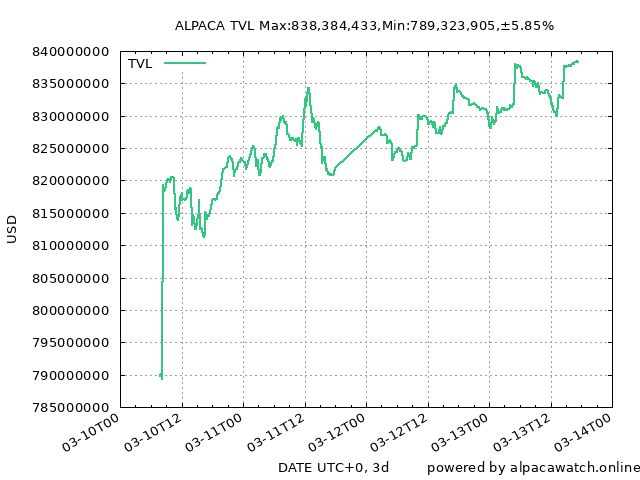 ALPACA TVL Max:838,384,433,Min:789,323,905,±5.85%
TVL
840000000
835000000
830000000
825000000
820000000
815000000
810000000
805000000
800000000
795000000
790000000
785000000
USD
03-10T00
03-10T12
03-11T00
03-11T12
03-12T00
03-12T12
03-13T00
03-13T12
03-14T00
DATE UTC+0, 3d
powered by alpacawatch.online